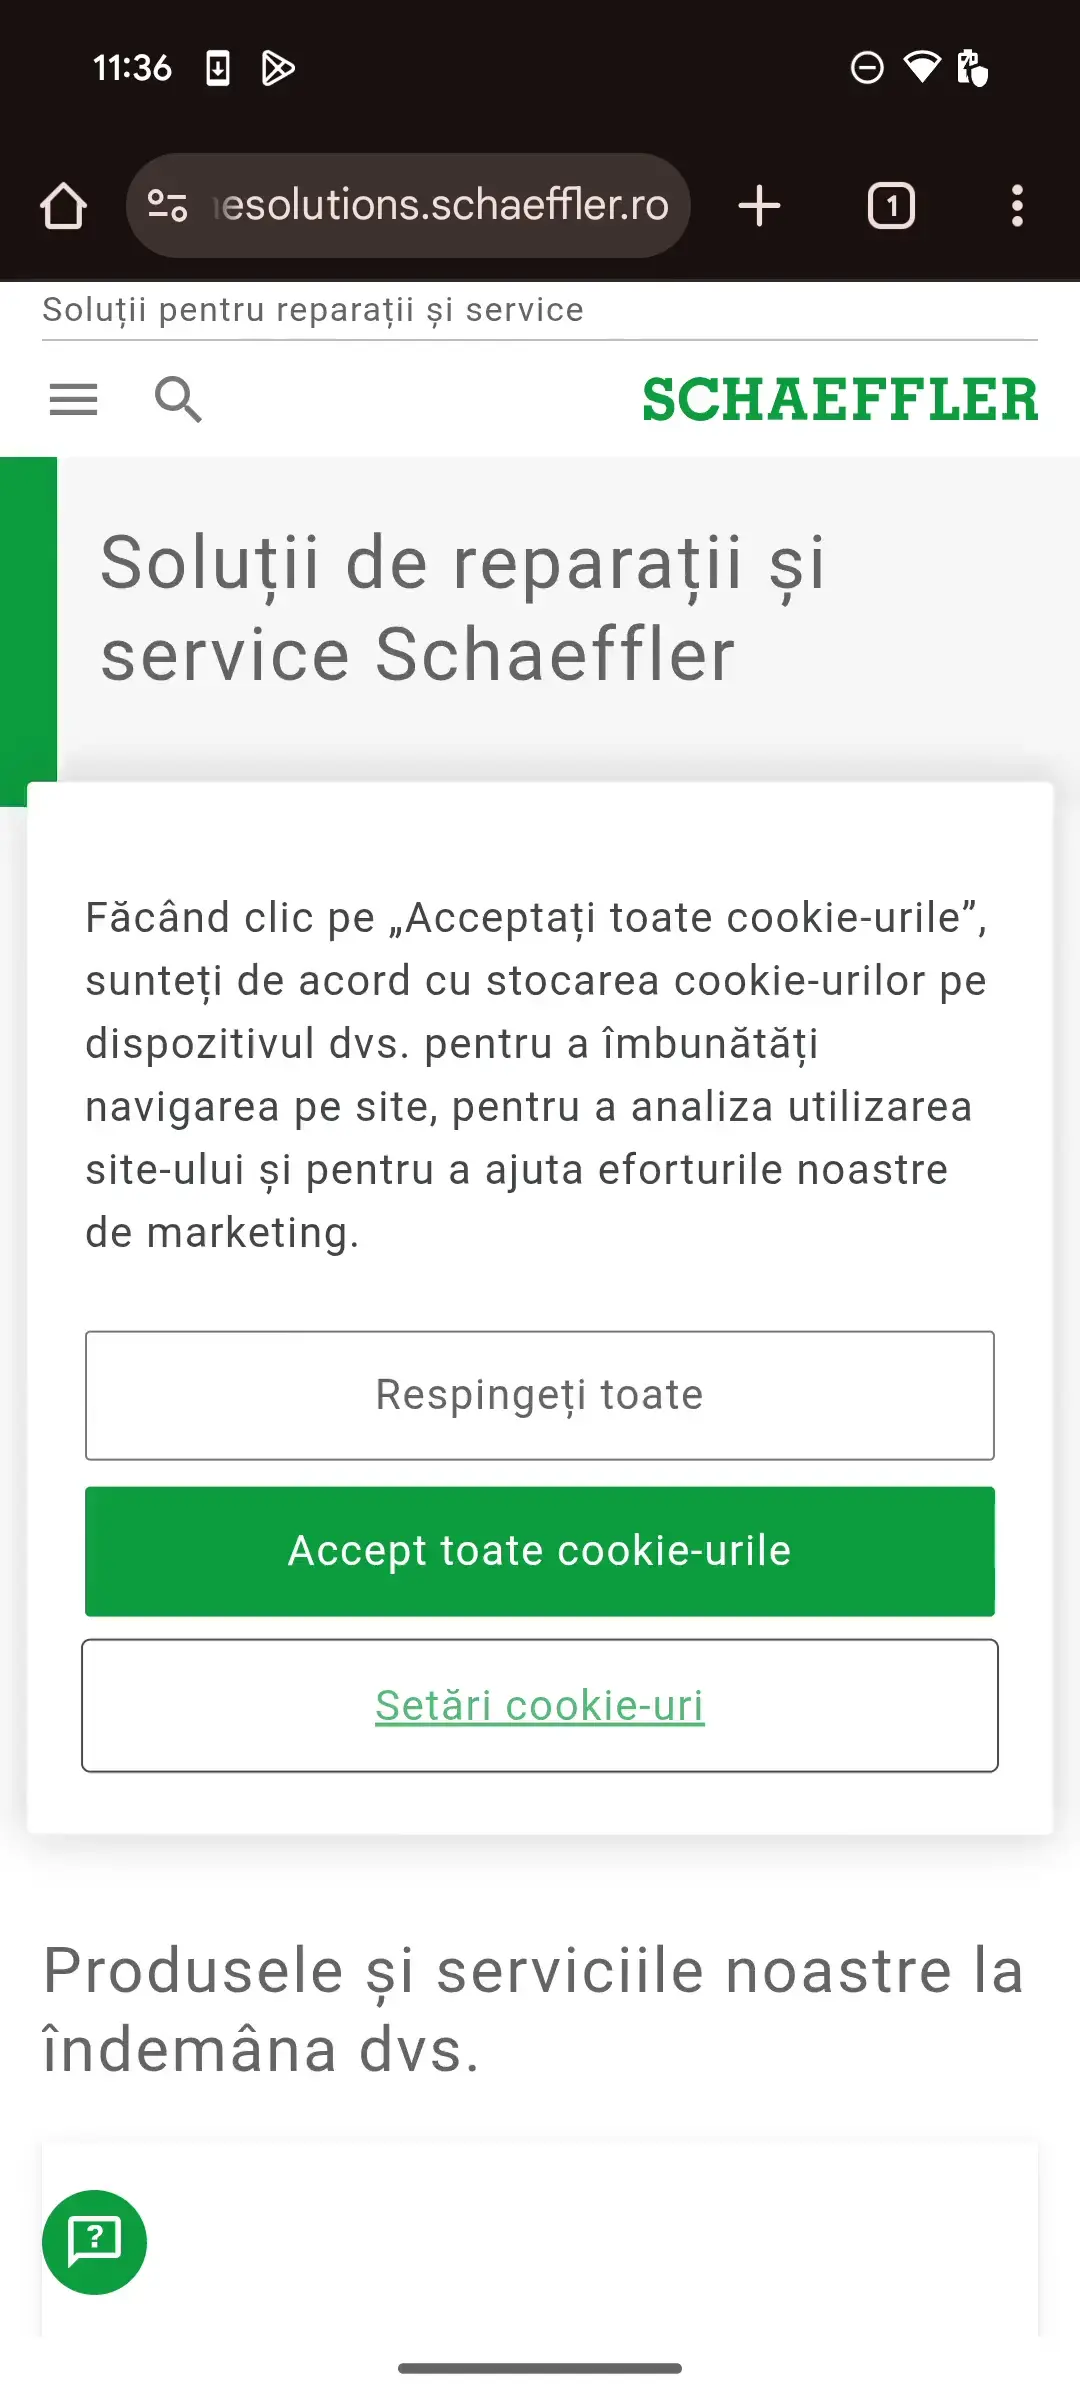 11:36
esolutions.schaeffler.ro
1
Soluții pentru reparații și service
SCHAEFFLER
Soluții de reparații și
service Schaeffler
Făcând clic pe „Acceptați toate cookie-urile”,
sunteți de acord cu stocarea cookie-urilor pe
dispozitivul dvs. pentru a îmbunătăți
navigarea pe site, pentru a analiza utilizarea
site-ului și pentru a ajuta eforturile noastre
de marketing.
Respingeți toate
Accept toate cookie-urile
Setări cookie-uri
Produsele și serviciile noastre la
îndemâna dvs.
?